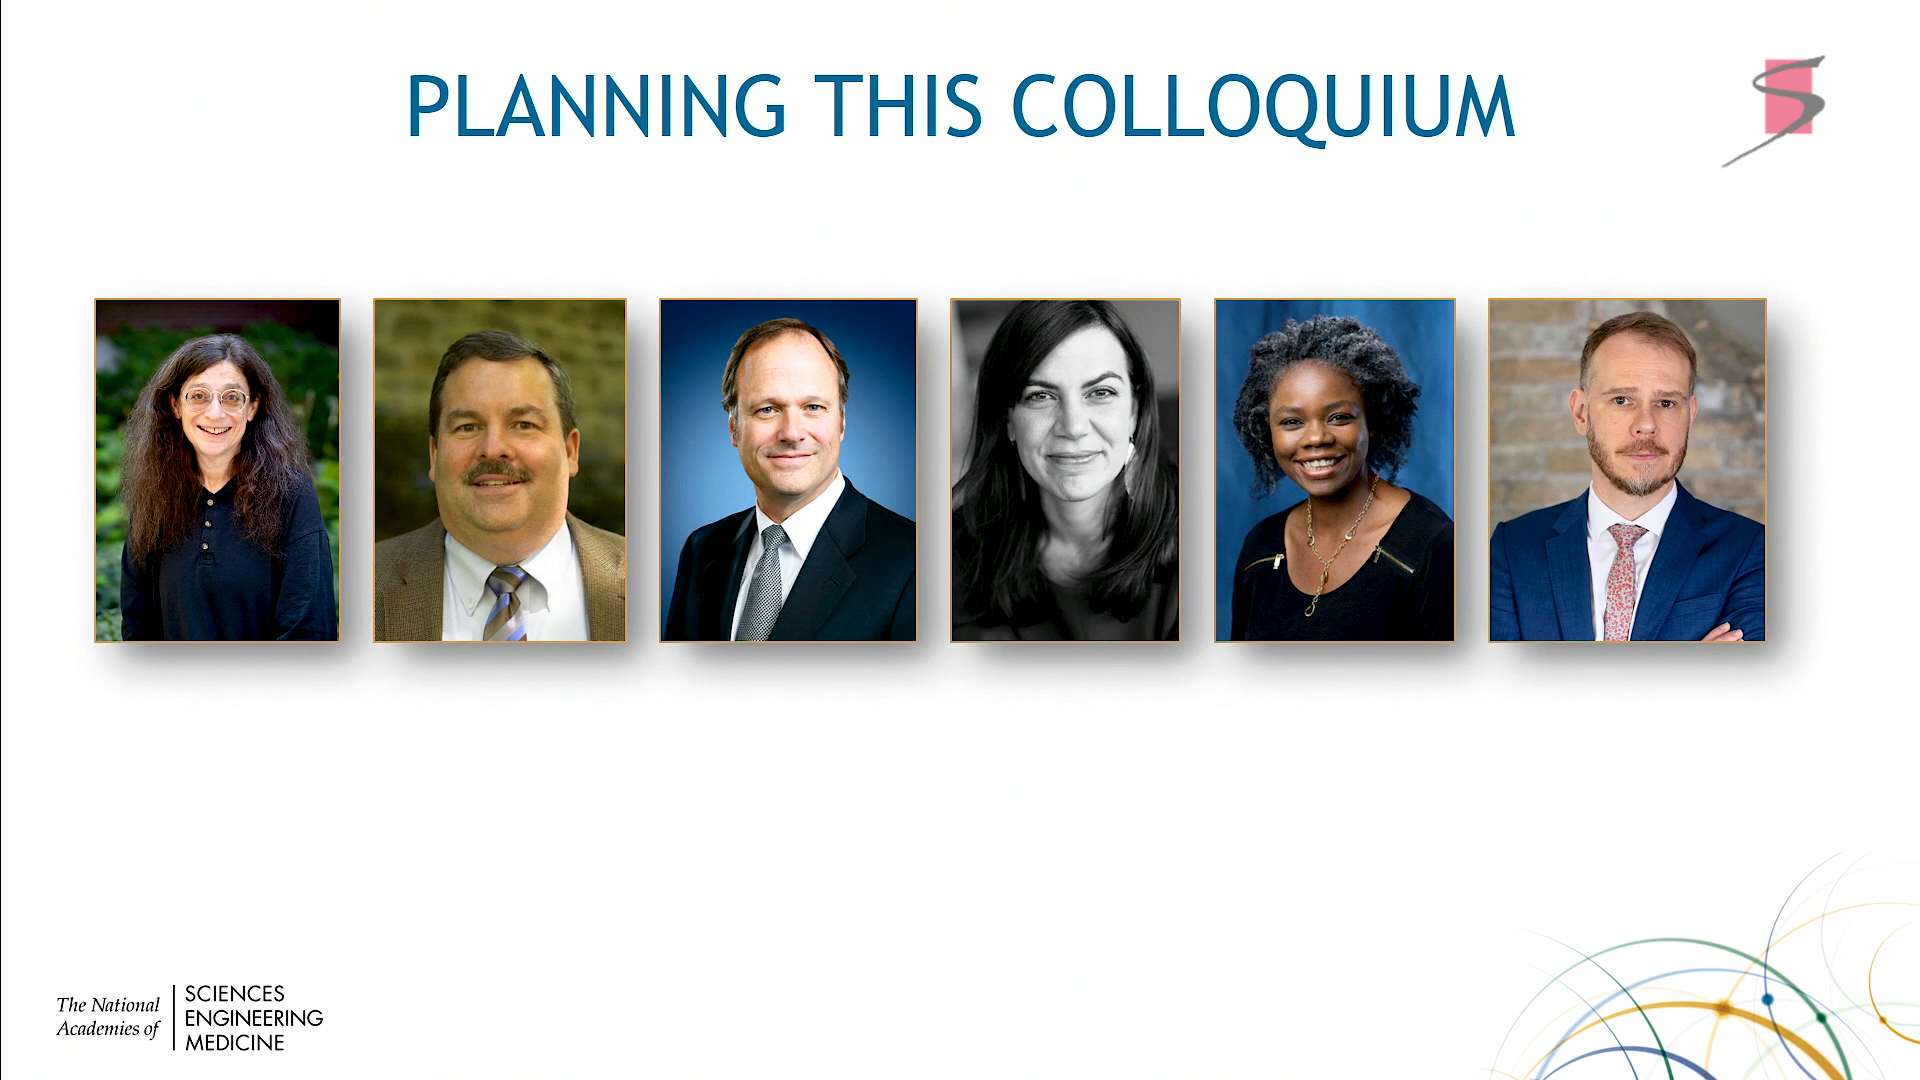 PLANNING THIS COLLOQUIUM
The National
Academies of
SCIENCES
ENGINEERING
MEDICINE